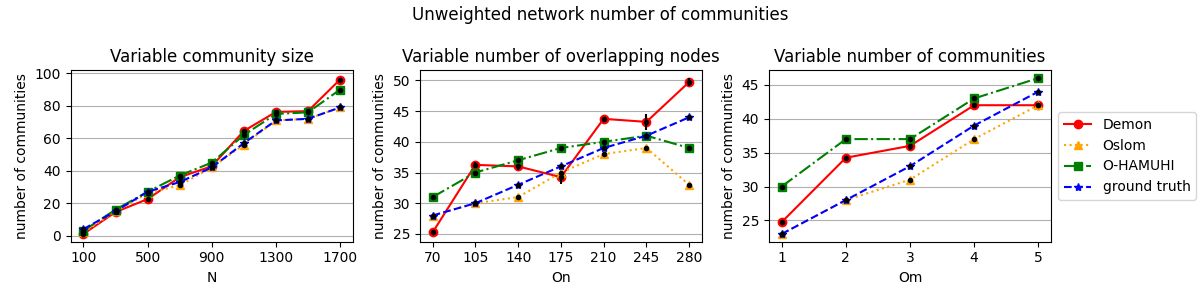 Unweighted network number of communities
Variable community size
number of communities
100
80
60
40
20
0
100 500 900 1300 1700
N
Variable number of overlapping nodes
number of communities
50
45
40
35
30
25
70 105 140 175 210 245 280
On
Variable number of communities
number of communities
45
40
35
30
25
1 2 3 4 5
Om
Demon
Oslom
O-HAMUHI
ground truth